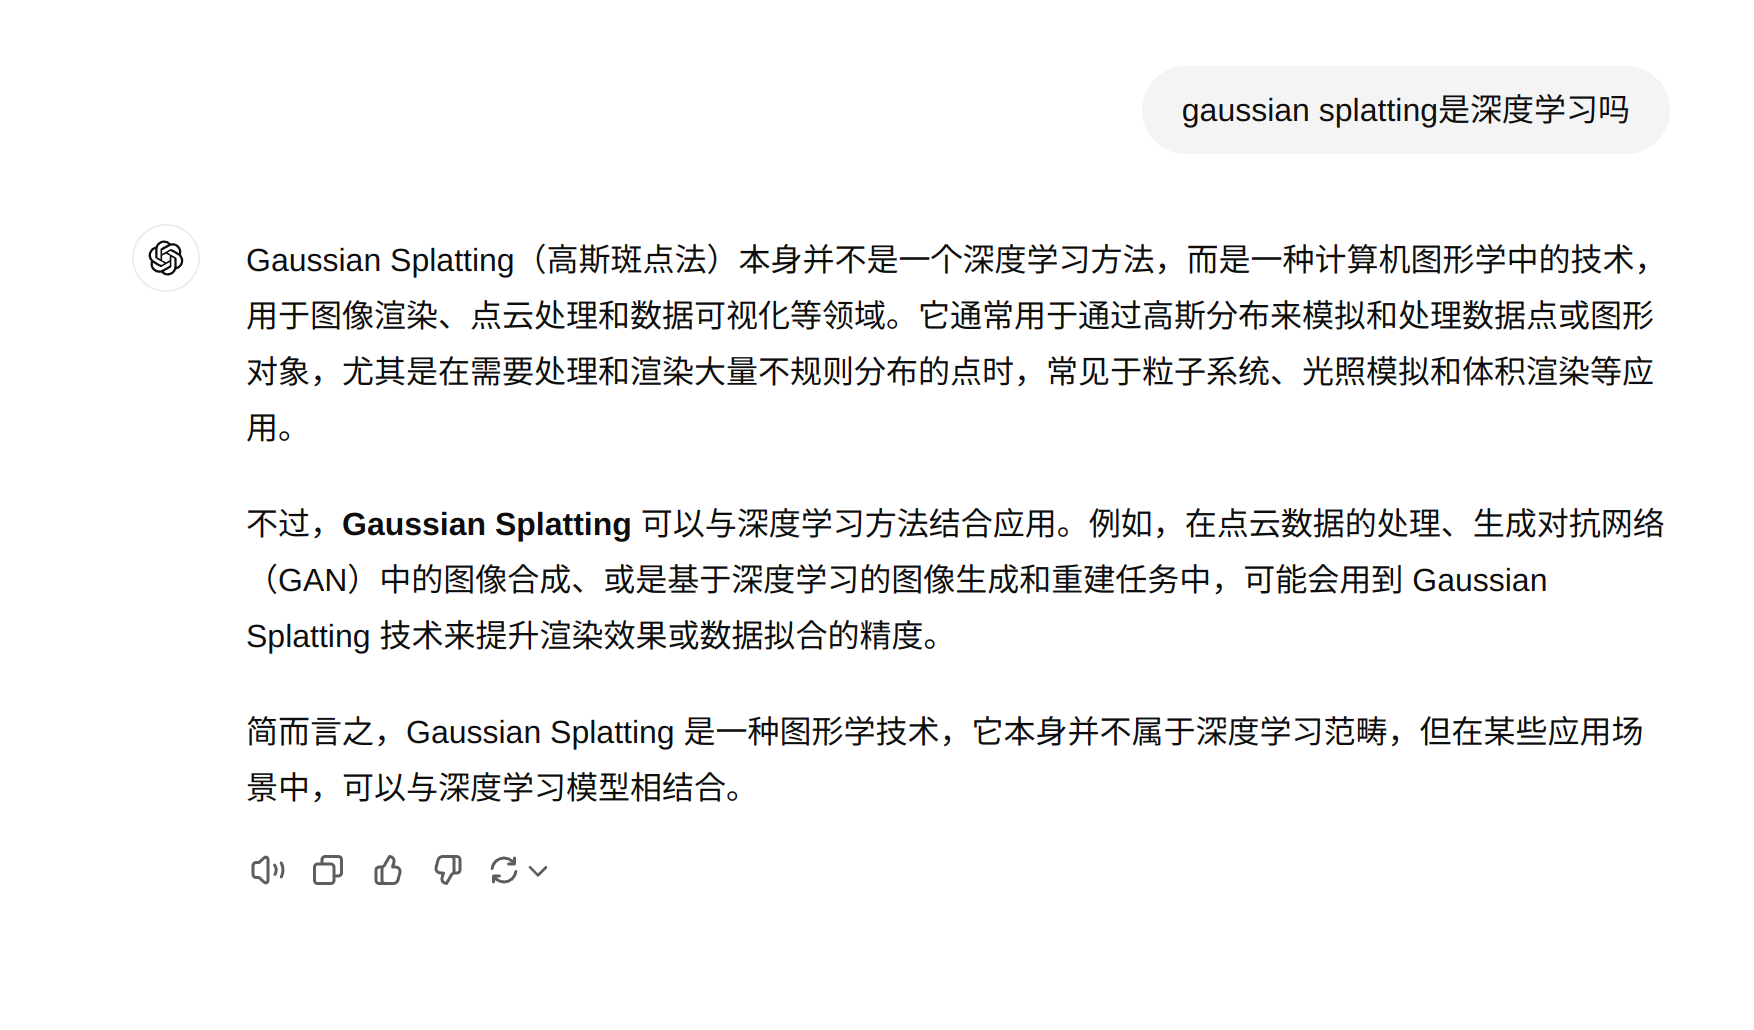 gaussian splatting是深度学习吗
Gaussian Splatting（高斯斑点法）本身并不是一个深度学习方法，而是一种计算机图形学中的技术，
用于图像渲染、点云处理和数据可视化等领域。它通常用于通过高斯分布来模拟和处理数据点或图形
对象，尤其是在需要处理和渲染大量不规则分布的点时，常见于粒子系统、光照模拟和体积渲染等应
用。
不过，Gaussian Splatting 可以与深度学习方法结合应用。例如，在点云数据的处理、生成对抗网络
（GAN）中的图像合成、或是基于深度学习的图像生成和重建任务中，可能会用到 Gaussian
Splatting 技术来提升渲染效果或数据拟合的精度。
简而言之，Gaussian Splatting 是一种图形学技术，它本身并不属于深度学习范畴，但在某些应用场
景中，可以与深度学习模型相结合。